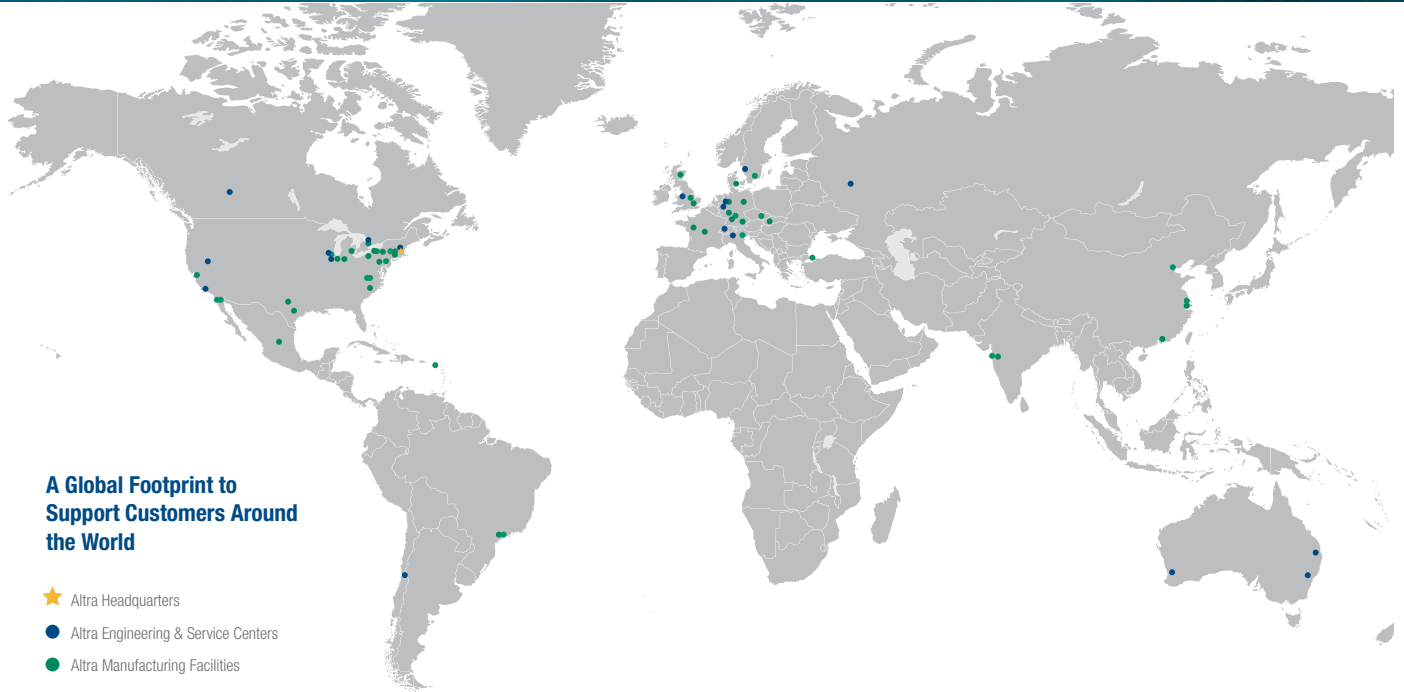 A Global Footprint to
Support Customers Around
the World
Altra Headquarters
Altra Engineering & Service Centers
Altra Manufacturing Facilities